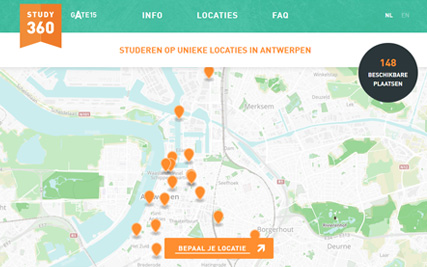 STUDY
360
GATE15
INFO
LOCATIES
FAQ
NL
EN
STUDEREN OP UNIEKE LOCATIES IN ANTWERPEN
148
BESCHIKBARE
PLAATSEN
Merksem
Antwerpen
Borgerhout
Deurne
BEPAAL JE LOCATIE